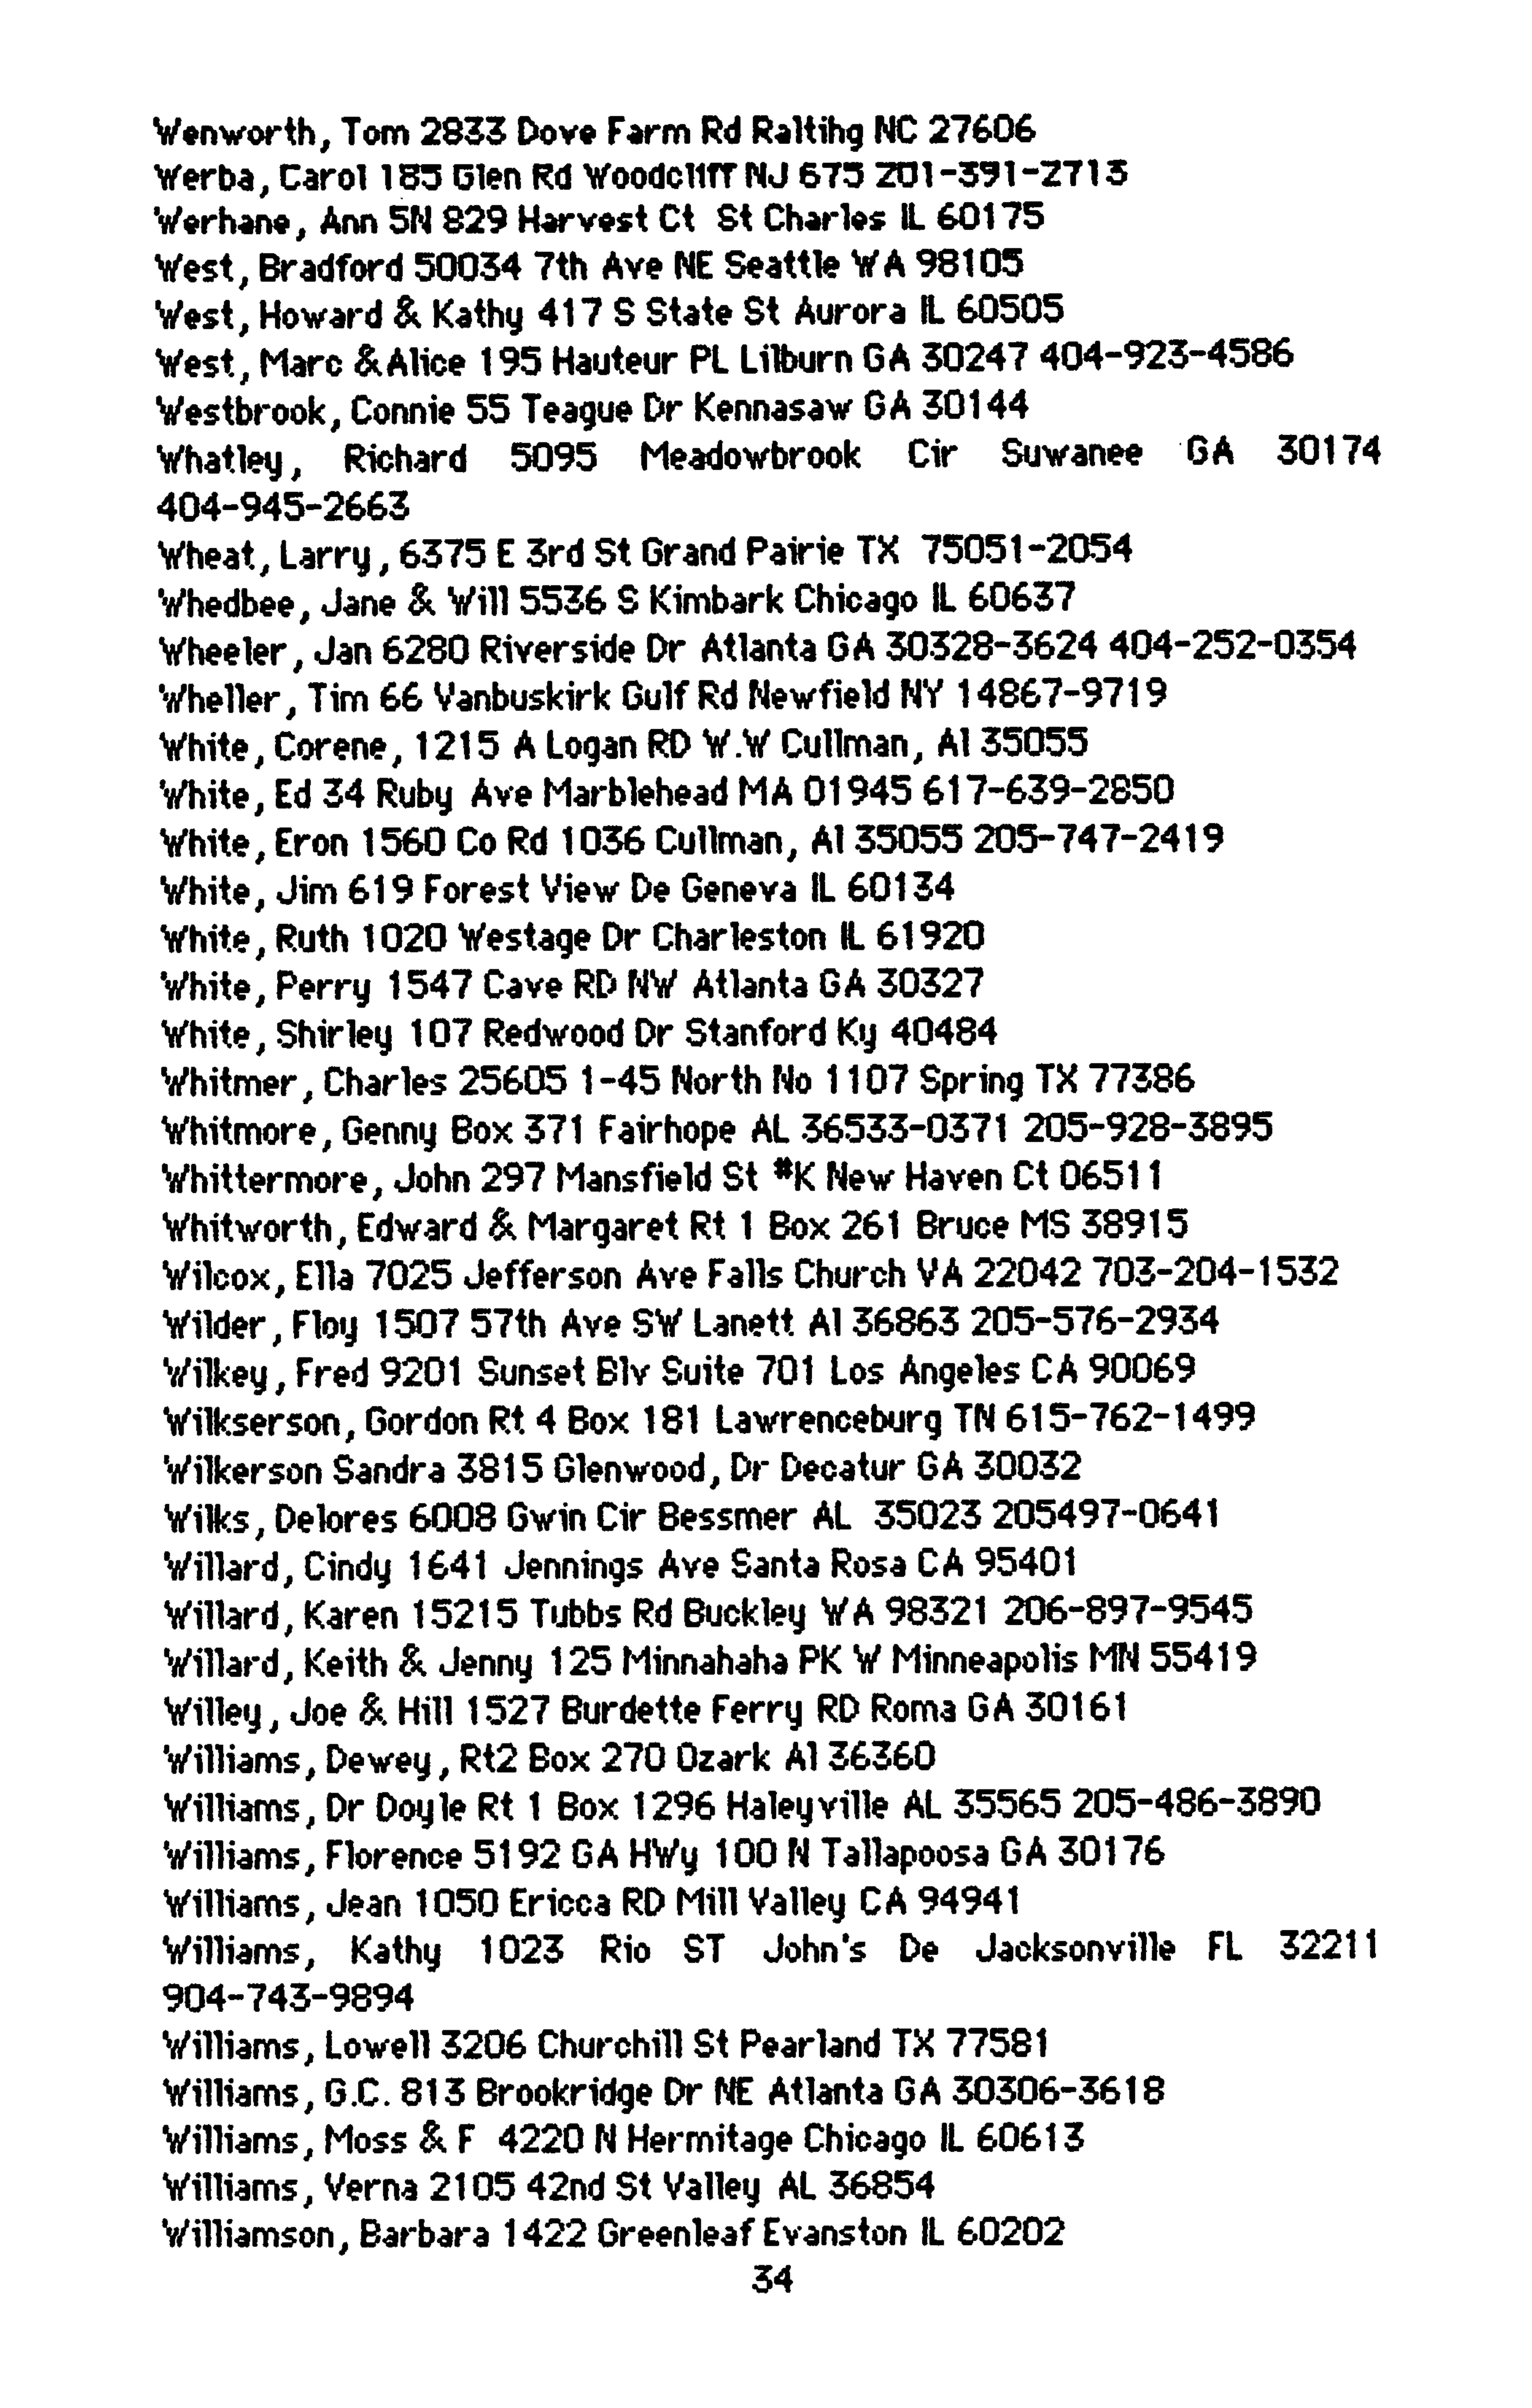 Wenworth, Tom 2833 Dove Farm Rd Raltihg NC 27606
Werba, Carol 185 Glen Rd Woodcliff NJ 675 201-391-2713
Werhane, Ann 5N 829 Harvest Ct St Charles IL 60175
West, Bradford 50034 7th Ave NE Seattle WA 98105
West, Howard & Kathy 417 S State St Aurora IL 60505
West, Marc &Alice 195 Hauteur PL Lilburn GA 30247 404-923-4586
Westbrook, Connie 55 Teague Dr Kennasaw GA 30144
Whatley, Richard 5095 Meadowbrook Cir Suwanee GA 30174
404-945-2663
Wheat, Larry, 6375 E 3rd St Grand Pairie TX 75051-2054
Whedbee, Jane & Will 5536 S Kimbark Chicago IL 60637
Wheeler, Jan 6280 Riverside Dr Atlanta GA 30328-3624 404-252-0354
Wheller, Tim 66 Vanbuskirk Gulf Rd Newfield NY 14867-9719
White, Corene, 1215 A Logan RD W.W Cullman, Al 35055
White, Ed 34 Ruby Ave Marblehead MA 01945 617-639-2850
White, Eron 1560 Co Rd 1036 Cullman, Al 35055 205-747-2419
White, Jim 619 Forest View De Geneva IL 60134
White, Ruth 1020 Westage Dr Charleston IL 61920
White, Perry 1547 Cave RD NW Atlanta GA 30327
White, Shirley 107 Redwood Dr Stanford Ky 40484
Whitmer, Charles 25605 1-45 North No 1107 Spring TX 77386
Whitmore, Genny Box 371 Fairhope AL 36533-0371 205-928-3895
Whittermore, John 297 Mansfield St #K New Haven Ct 06511
Whitworth, Edward & Margaret Rt 1 Box 261 Bruce MS 38915
Wilcox, Ella 7025 Jefferson Ave Falls Church VA 22042 703-204-1532
Wilder, Floy 1507 57th Ave SW Lanett Al 36863 205-576-2934
Wilkey, Fred 9201 Sunset Blv Suite 701 Los Angeles CA 90069
Wilkserson, Gordon Rt 4 Box 181 Lawrenceburg TN 615-762-1499
Wilkerson Sandra 3815 Glenwood, Dr Decatur GA 30032
Wilks, Delores 6008 Gwin Cir Bessmer AL 35023 205497-0641
Willard, Cindy 1641 Jennings Ave Santa Rosa CA 95401
Willard, Karen 15215 Tubbs Rd Buckley WA 98321 206-897-9545
Willard, Keith & Jenny 125 Minnahaha PK W Minneapolis MN 55419
Willey, Joe & Hill 1527 Burdette Ferry RD Roma GA 30161
Williams, Dewey, Rt2 Box 270 Ozark Al 36360
Williams, Dr Doyle Rt 1 Box 1296 Haleyville AL 35565 205-486-3890
Williams, Florence 5192 GA HWy 100 N Tallapoosa GA 30176
Williams, Jean 1050 Ericca RD Mill Valley CA 94941
Williams, Kathy 1023 Rio ST John's De Jacksonville FL 32211
904-743-9894
Williams, Lowell 3206 Churchill St Pearland TX 77581
Williams, G.C. 813 Brookridge Dr NE Atlanta GA 30306-3618
Williams, Moss & F 4220 N Hermitage Chicago IL 60613
Williams, Verna 2105 42nd St Valley AL 36854
Williamson, Barbara 1422 Greenleaf Evanston IL 60202
34